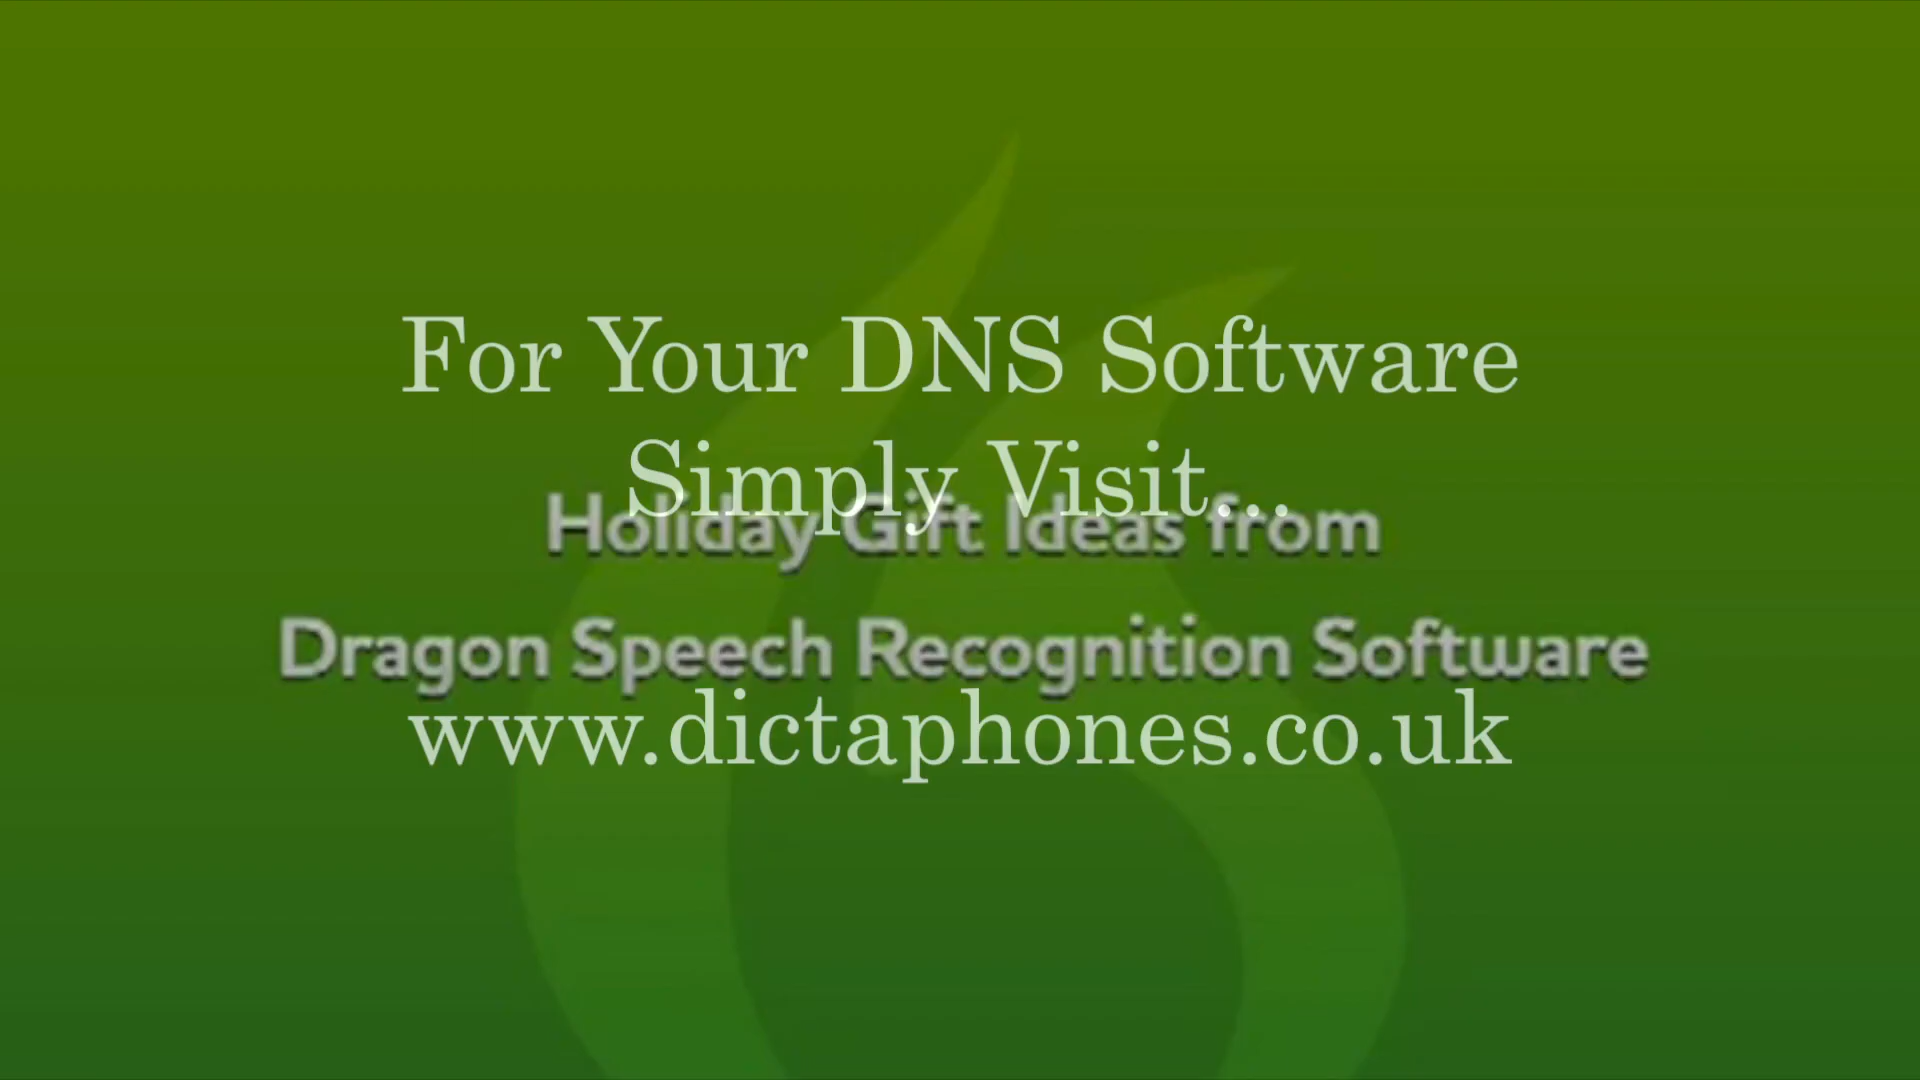 For Your DNS Software
Simply Visit...
Holiday Gift Ideas from
Dragon Speech Recognition Software
www.dictaphones.co.uk